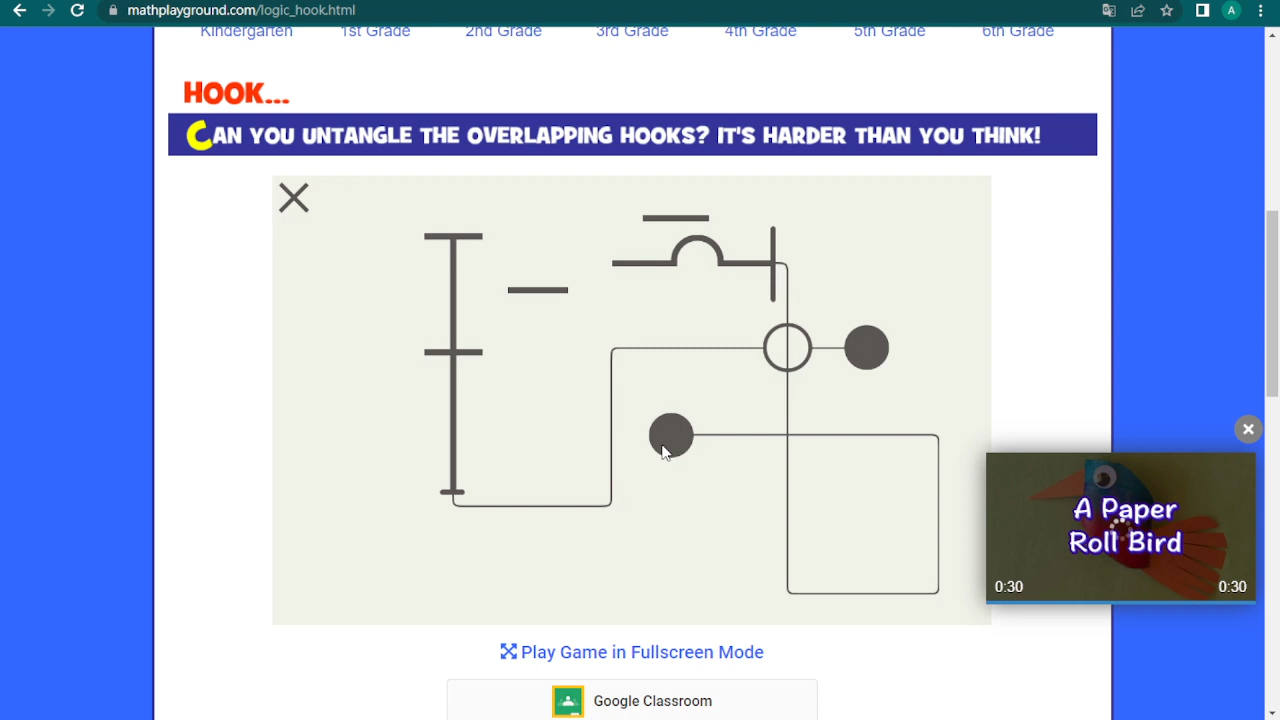 mathplayground.com/logic_hook.html
A
Kindergarten 1st Grade 2nd Grade 3rd Grade 4th Grade 5th Grade 6th Grade
HOOK...
CAN YOU UNTANGLE THE OVERLAPPING HOOKS? IT'S HARDER THAN YOU THINK!
A Paper
Roll Bird
0:30 0:30
Play Game in Fullscreen Mode
Google Classroom